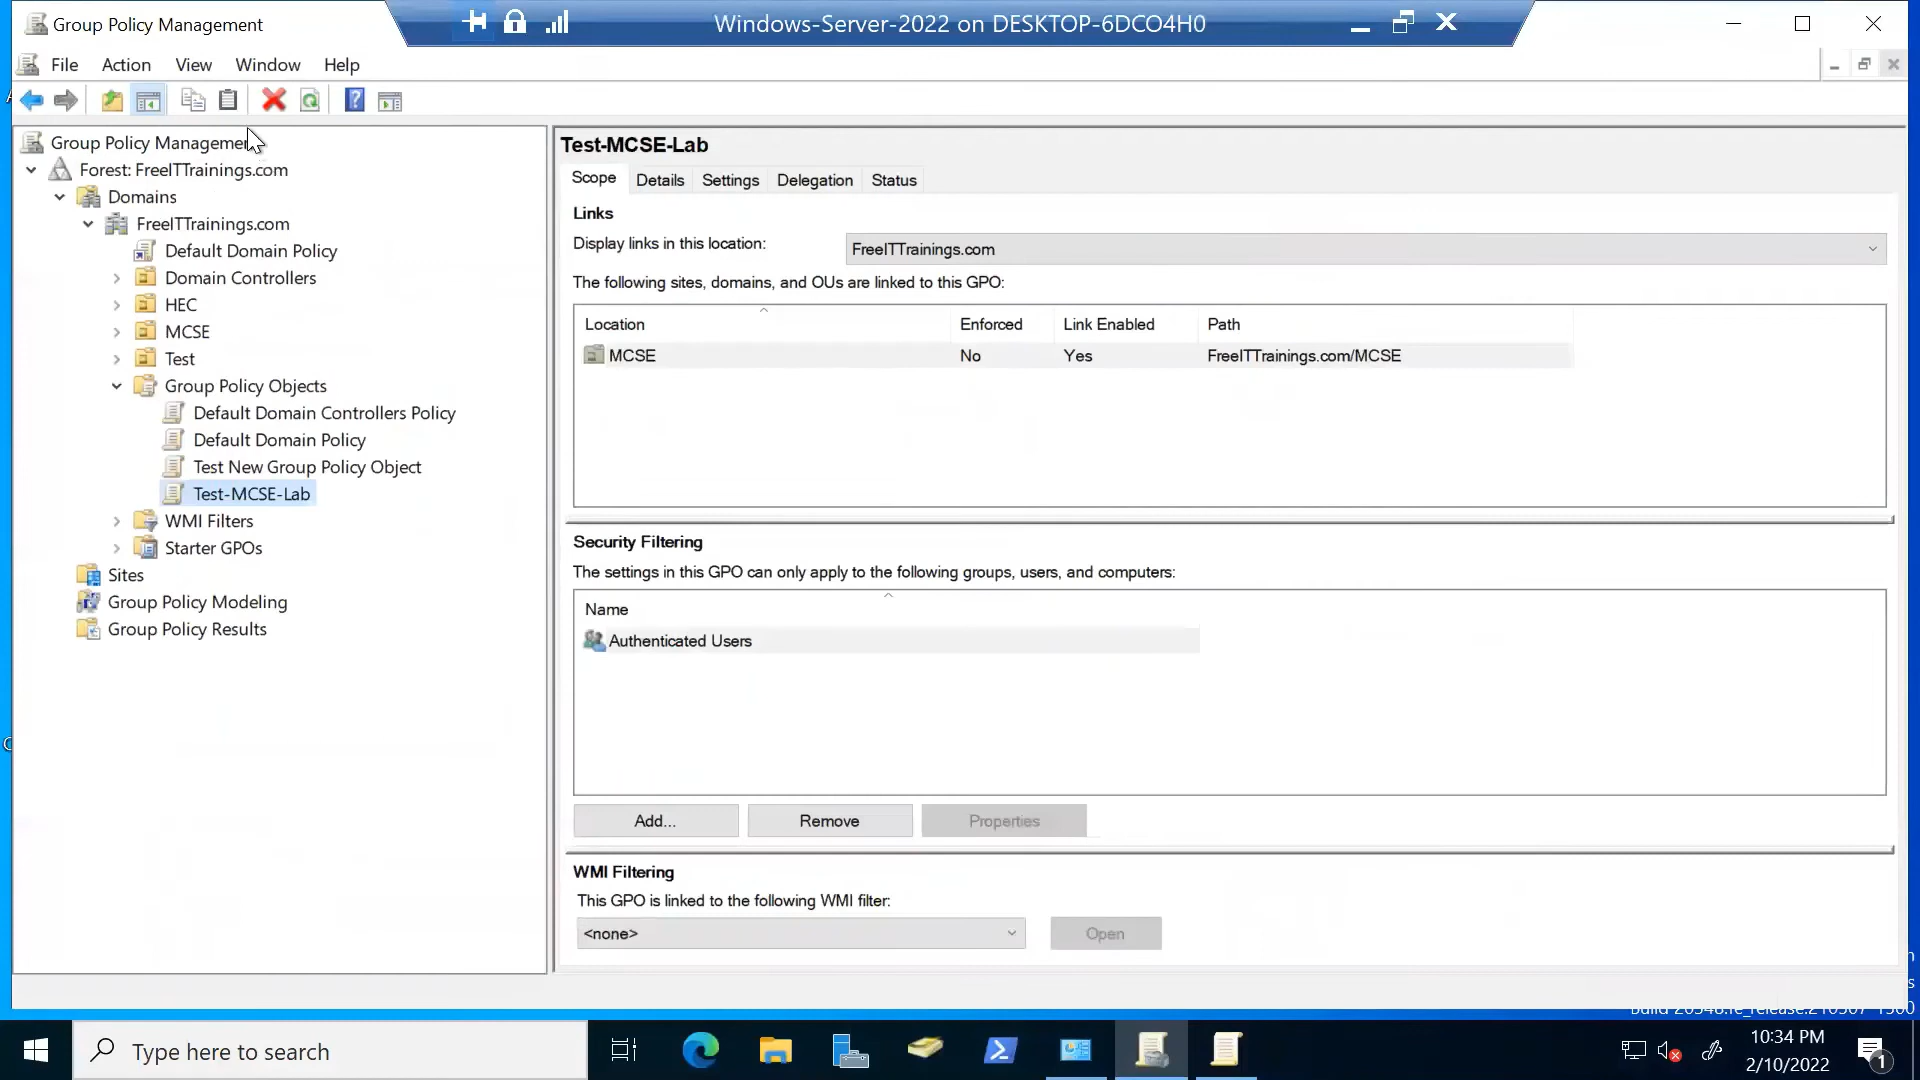 Group Policy Management
Windows-Server-2022 on DESKTOP-6DCO4H0
File Action View Window Help
Group Policy Management
Forest: FreeITTrainings.com
Domains
FreeITTrainings.com
Default Domain Policy
Domain Controllers
HEC
MCSE
Test
Group Policy Objects
Default Domain Controllers Policy
Default Domain Policy
Test New Group Policy Object
Test-MCSE-Lab
WMI Filters
Starter GPOs
Sites
Group Policy Modeling
Group Policy Results
Test-MCSE-Lab
Scope Details Settings Delegation Status
Links
Display links in this location: FreeITTrainings.com
The following sites, domains, and OUs are linked to this GPO:
Location Enforced Link Enabled Path
MCSE No Yes FreeITTrainings.com/MCSE
Security Filtering
The settings in this GPO can only apply to the following groups, users, and computers:
Name
Authenticated Users
Add... Remove Properties
WMI Filtering
This GPO is linked to the following WMI filter:
<none> Open
Type here to search
10:34 PM
2/10/2022
1